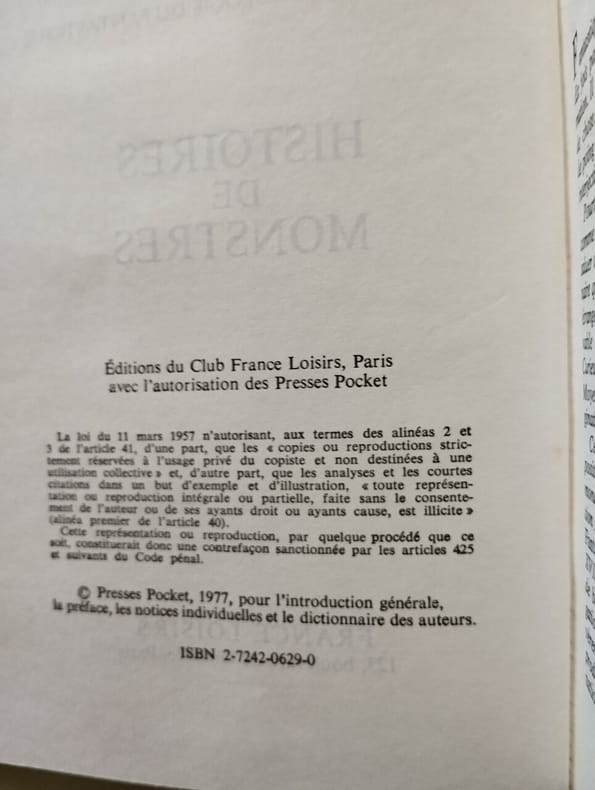 HISTOIRES
DE
MONSTRES
Éditions du Club France Loisirs, Paris
avec l'autorisation des Presses Pocket
La loi du 11 mars 1957 n'autorisant, aux termes des alinéas 2 et
3 de l'article 41, d'une part, que les « copies ou reproductions stric-
tement réservées à l'usage privé du copiste et non destinées à une
utilisation collective » et, d'autre part, que les analyses et les courtes
citations dans un but d'exemple et d'illustration, « toute représen-
tation ou reproduction intégrale ou partielle, faite sans le consente-
ment de l'auteur ou de ses ayants droit ou ayants cause, est illicite »
(alinéa premier de l'article 40).
Cette représentation ou reproduction, par quelque procédé que ce
soit, constituerait donc une contrefaçon sanctionnée par les articles 425
et suivants du Code pénal.
© Presses Pocket, 1977, pour l'introduction générale,
la préface, les notices individuelles et le dictionnaire des auteurs.
FRANCE LOISIRS
ISBN 2-7242-0629-0